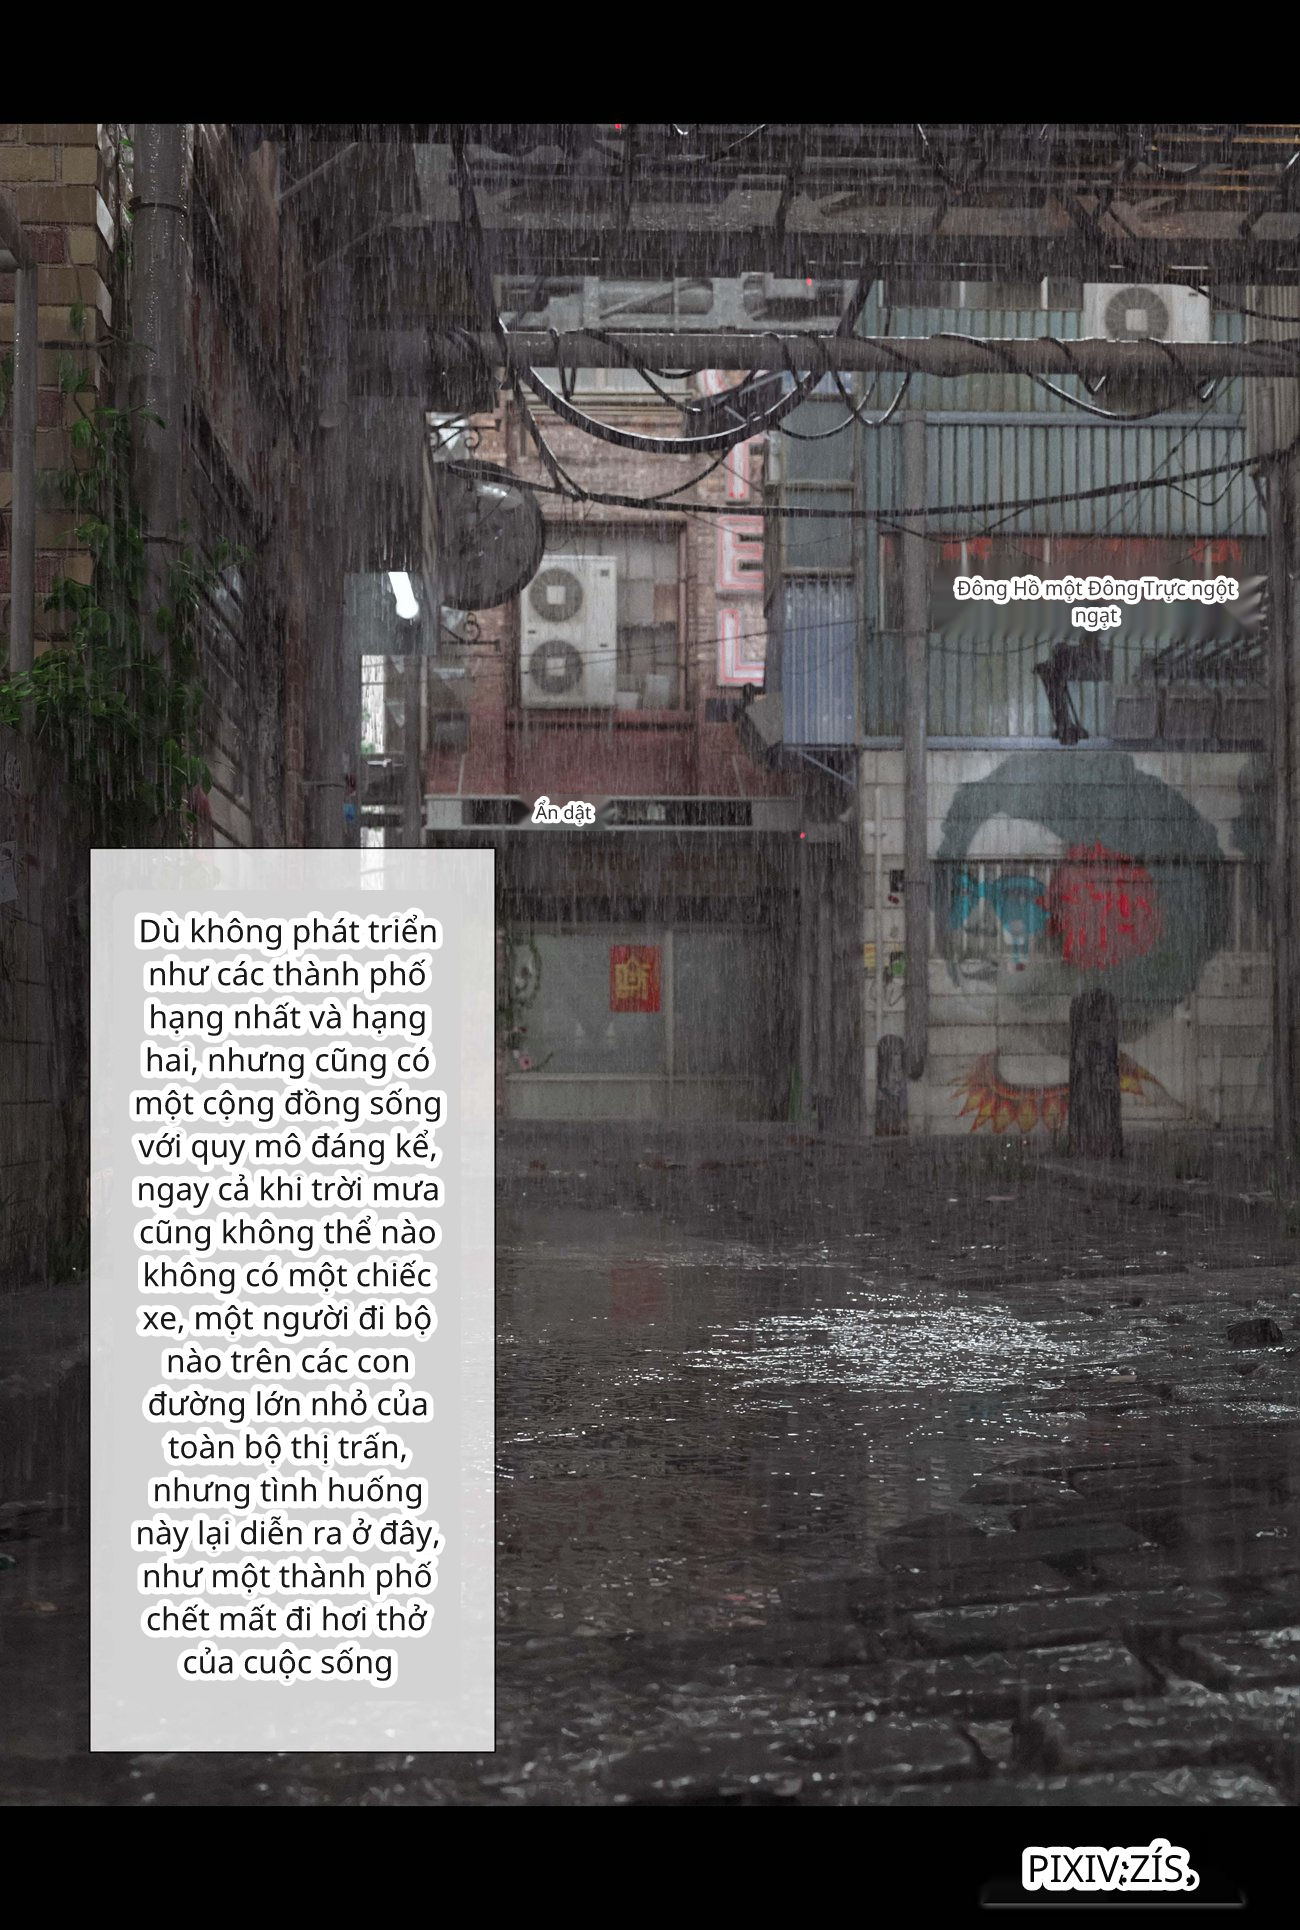 Đông Hồ một Đông Trực ngột
ngạt
Ẩn dật
Dù không phát triển
như các thành phố
hạng nhất và hạng
hai, nhưng cũng có
một cộng đồng sống
với quy mô đáng kể,
ngay cả khi trời mưa
cũng không thể nào
không có một chiếc
xe, một người đi bộ
nào trên các con
đường lớn nhỏ của
toàn bộ thị trấn,
nhưng tình huống
này lại diễn ra ở đây,
như một thành phố
chết mất đi hơi thở
của cuộc sống
PIXIV:ZÍS,